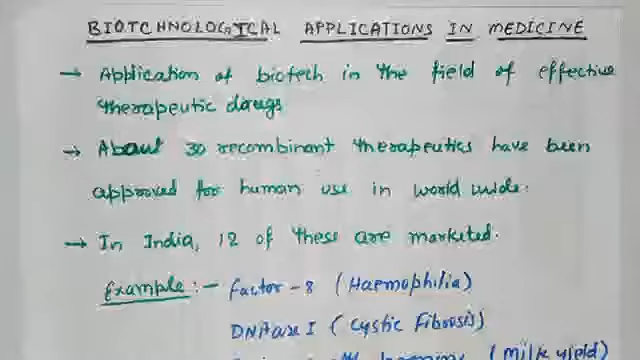 BIOTCHNOLOGICAL APPLICATIONS IN MEDICINE
→ Application of biotech in the field of effective
therapeutic drugs
→ About 30 recombinant therapeutics have been
approved for human use in world wide.
→ In India, 12 of these are marketed.
Example :- Factor - 8 (Haemophilia)
DNAase I (Cystic Fibrosis)
(milk yield)